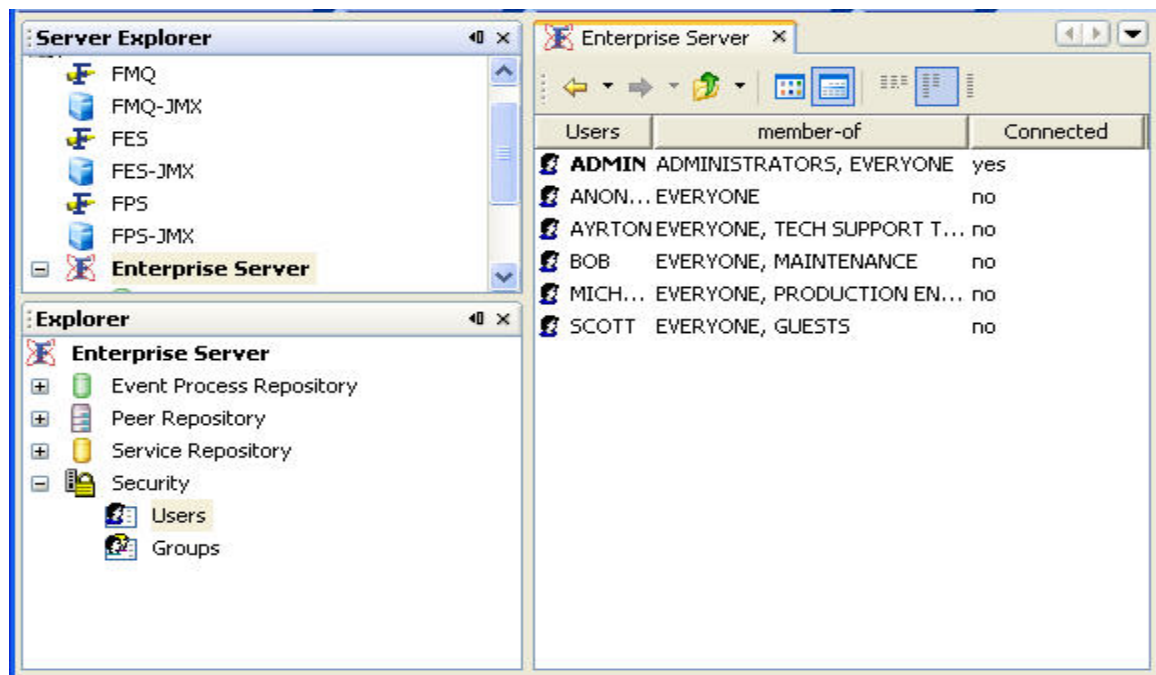 Server Explorer
FMQ
FMQ-JMX
FES
FES-JMX
FPS
FPS-JMX
Enterprise Server
Explorer
Enterprise Server
Event Process Repository
Peer Repository
Service Repository
Security
Users
Groups
Enterprise Server
Users member-of Connected
ADMIN ADMINISTRATORS, EVERYONE yes
ANON... EVERYONE no
AYRTON EVERYONE, TECH SUPPORT T... no
BOB EVERYONE, MAINTENANCE no
MICH... EVERYONE, PRODUCTION EN... no
SCOTT EVERYONE, GUESTS no